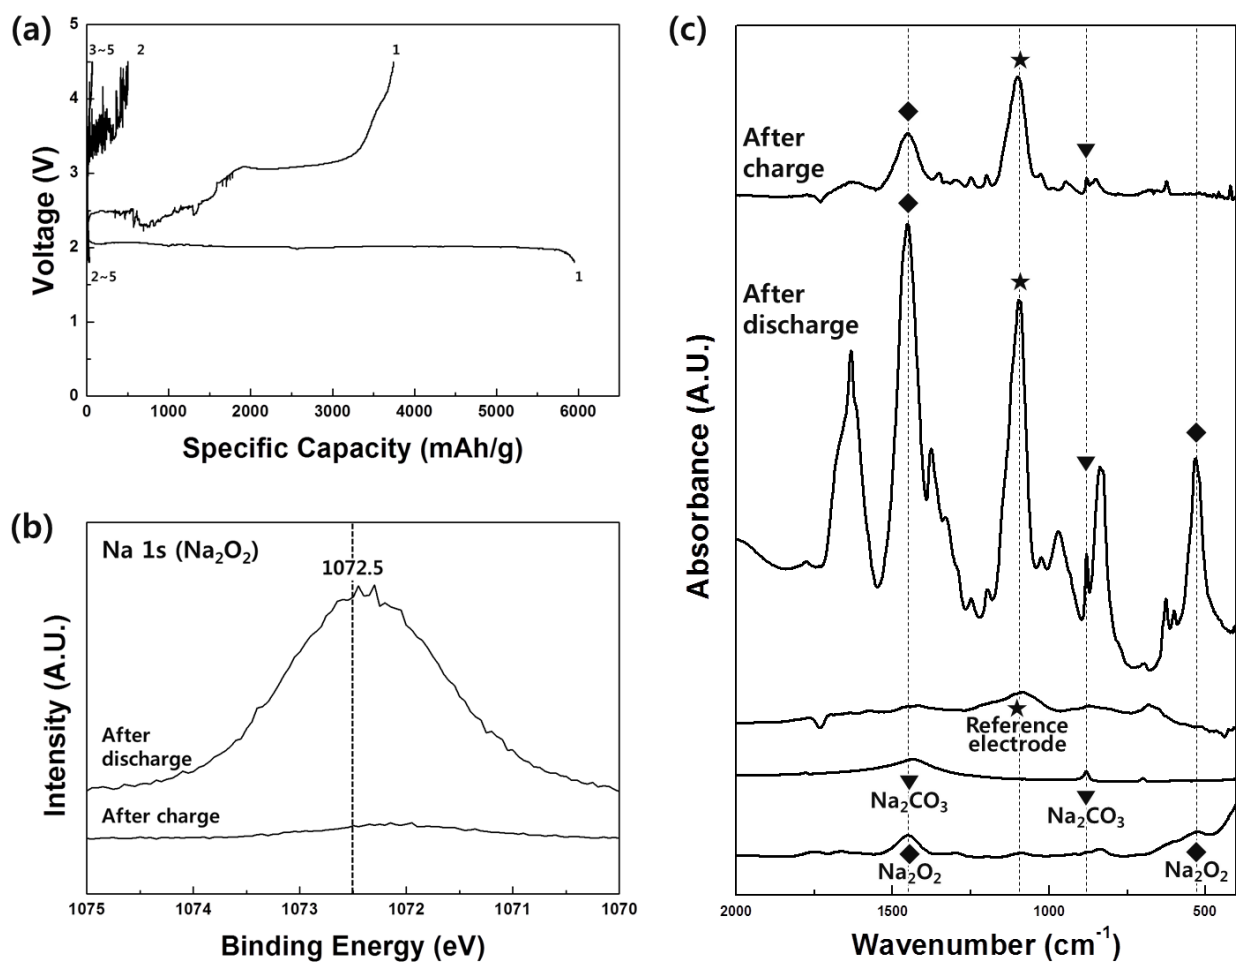 (a)
5
4
3
2
1
0
Voltage (V)
3~5
2
1
2~5
1
0
1000
2000
3000
4000
5000
6000
Specific Capacity (mAh/g)
(b)
Na 1s (Na₂O₂)
1072.5
After
discharge
After charge
Intensity (A.U.)
1075
1074
1073
1072
1071
1070
Binding Energy (eV)
(c)
After
charge
After
discharge
Reference
electrode
Na₂CO₃
Na₂CO₃
Na₂O₂
Na₂O₂
Absorbance (A.U.)
2000
1500
1000
500
Wavenumber (cm⁻¹)